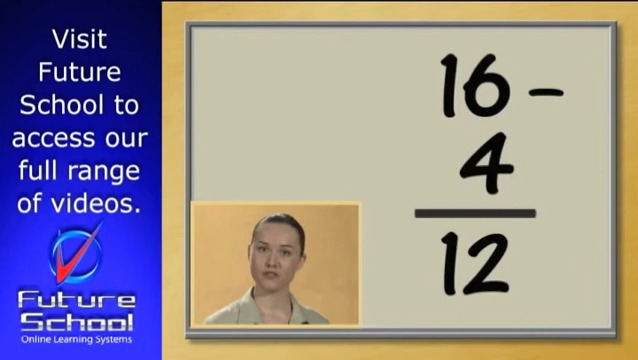 Visit
Future
School to
access our
full range
of videos.
Future
School
Online Learning Systems
16 -
4
12